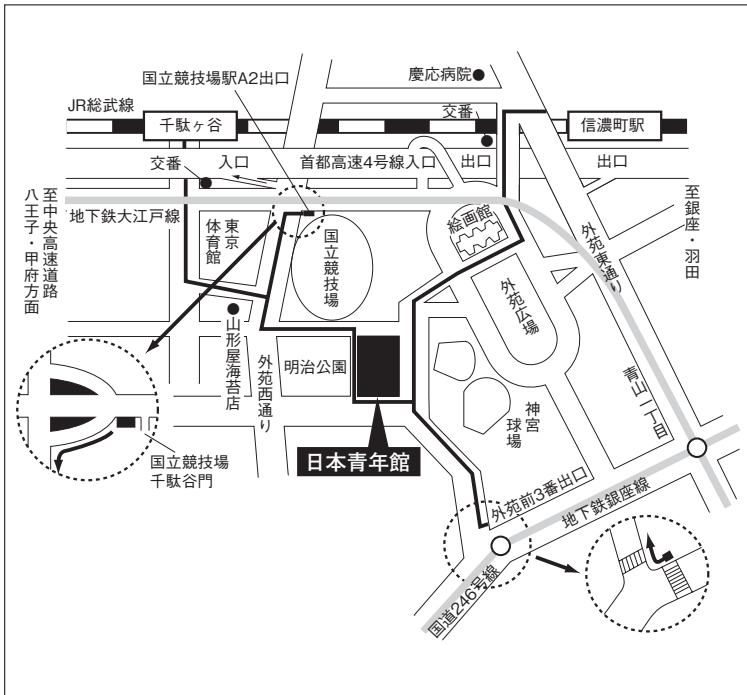 国立競技場駅A2出口
慶応病院
JR総武線
千駄ヶ谷
交番
信濃町駅
交番
入口
首都高速4号線入口
出口
出口
至中央高速道路
八王子・甲府方面
地下鉄大江戸線
東京
体育館
国立競技場
絵画館
外苑東通り
至銀座・羽田
外苑広場
山形屋海苔店
外苑西通り
明治公園
神宮
球場
青山一丁目
日本青年館
国立競技場
千駄谷門
外苑前3番出口
地下鉄銀座線
国道246号線